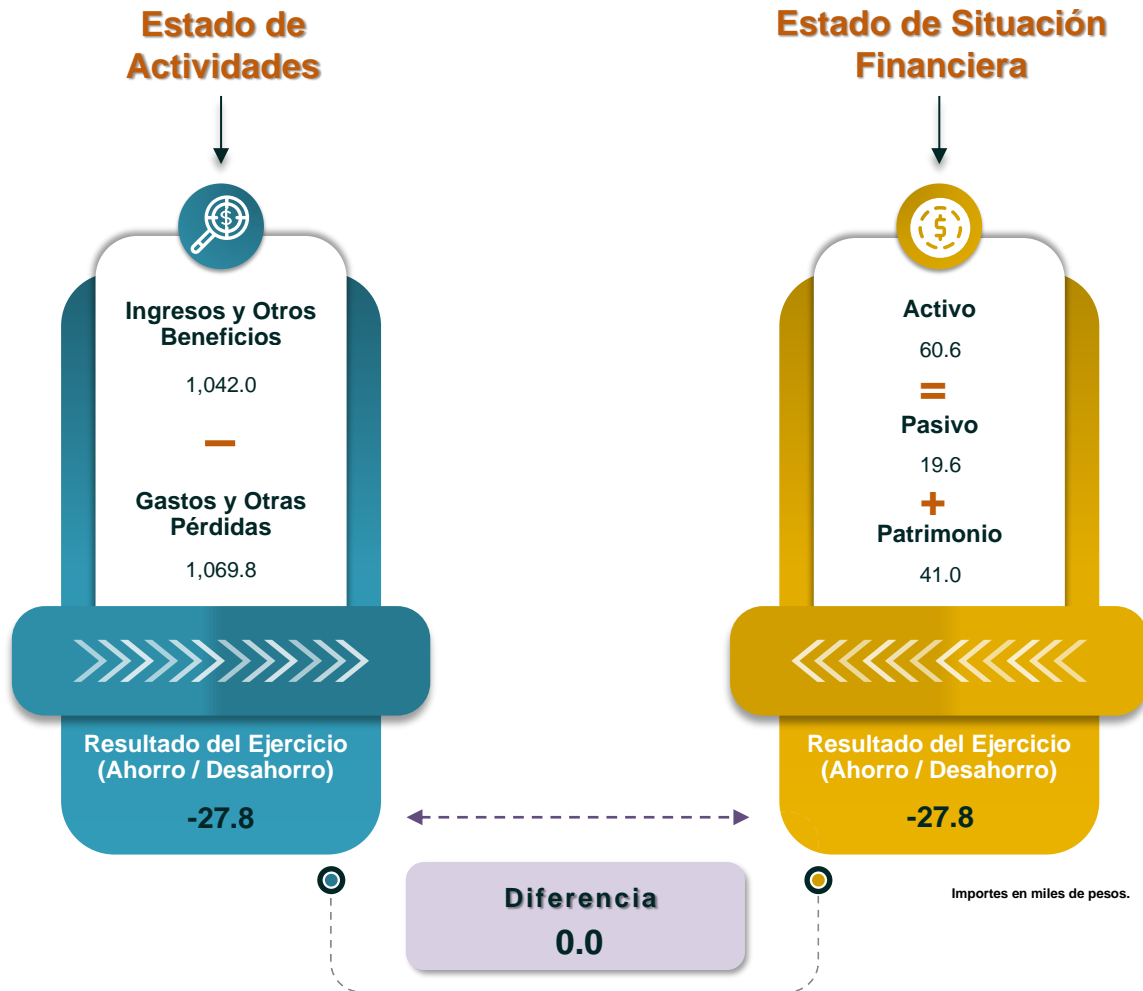 Estado de
Actividades
Ingresos y Otros
Beneficios
1,042.0
–
Gastos y Otras
Pérdidas
1,069.8
Resultado del Ejercicio
(Ahorro / Desahorro)
-27.8
Estado de Situación
Financiera
Activo
60.6
=
Pasivo
19.6
+
Patrimonio
41.0
Resultado del Ejercicio
(Ahorro / Desahorro)
-27.8
Diferencia
0.0
Importes en miles de pesos.